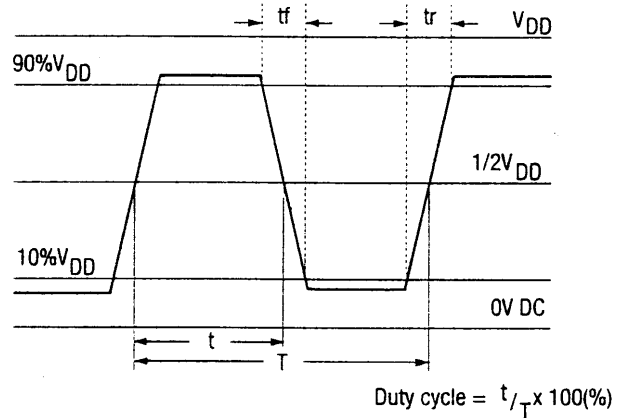 tf
tr
VDD
90%VDD
1/2VDD
10%VDD
0V DC
t
T
Duty cycle = t/T x 100(%)